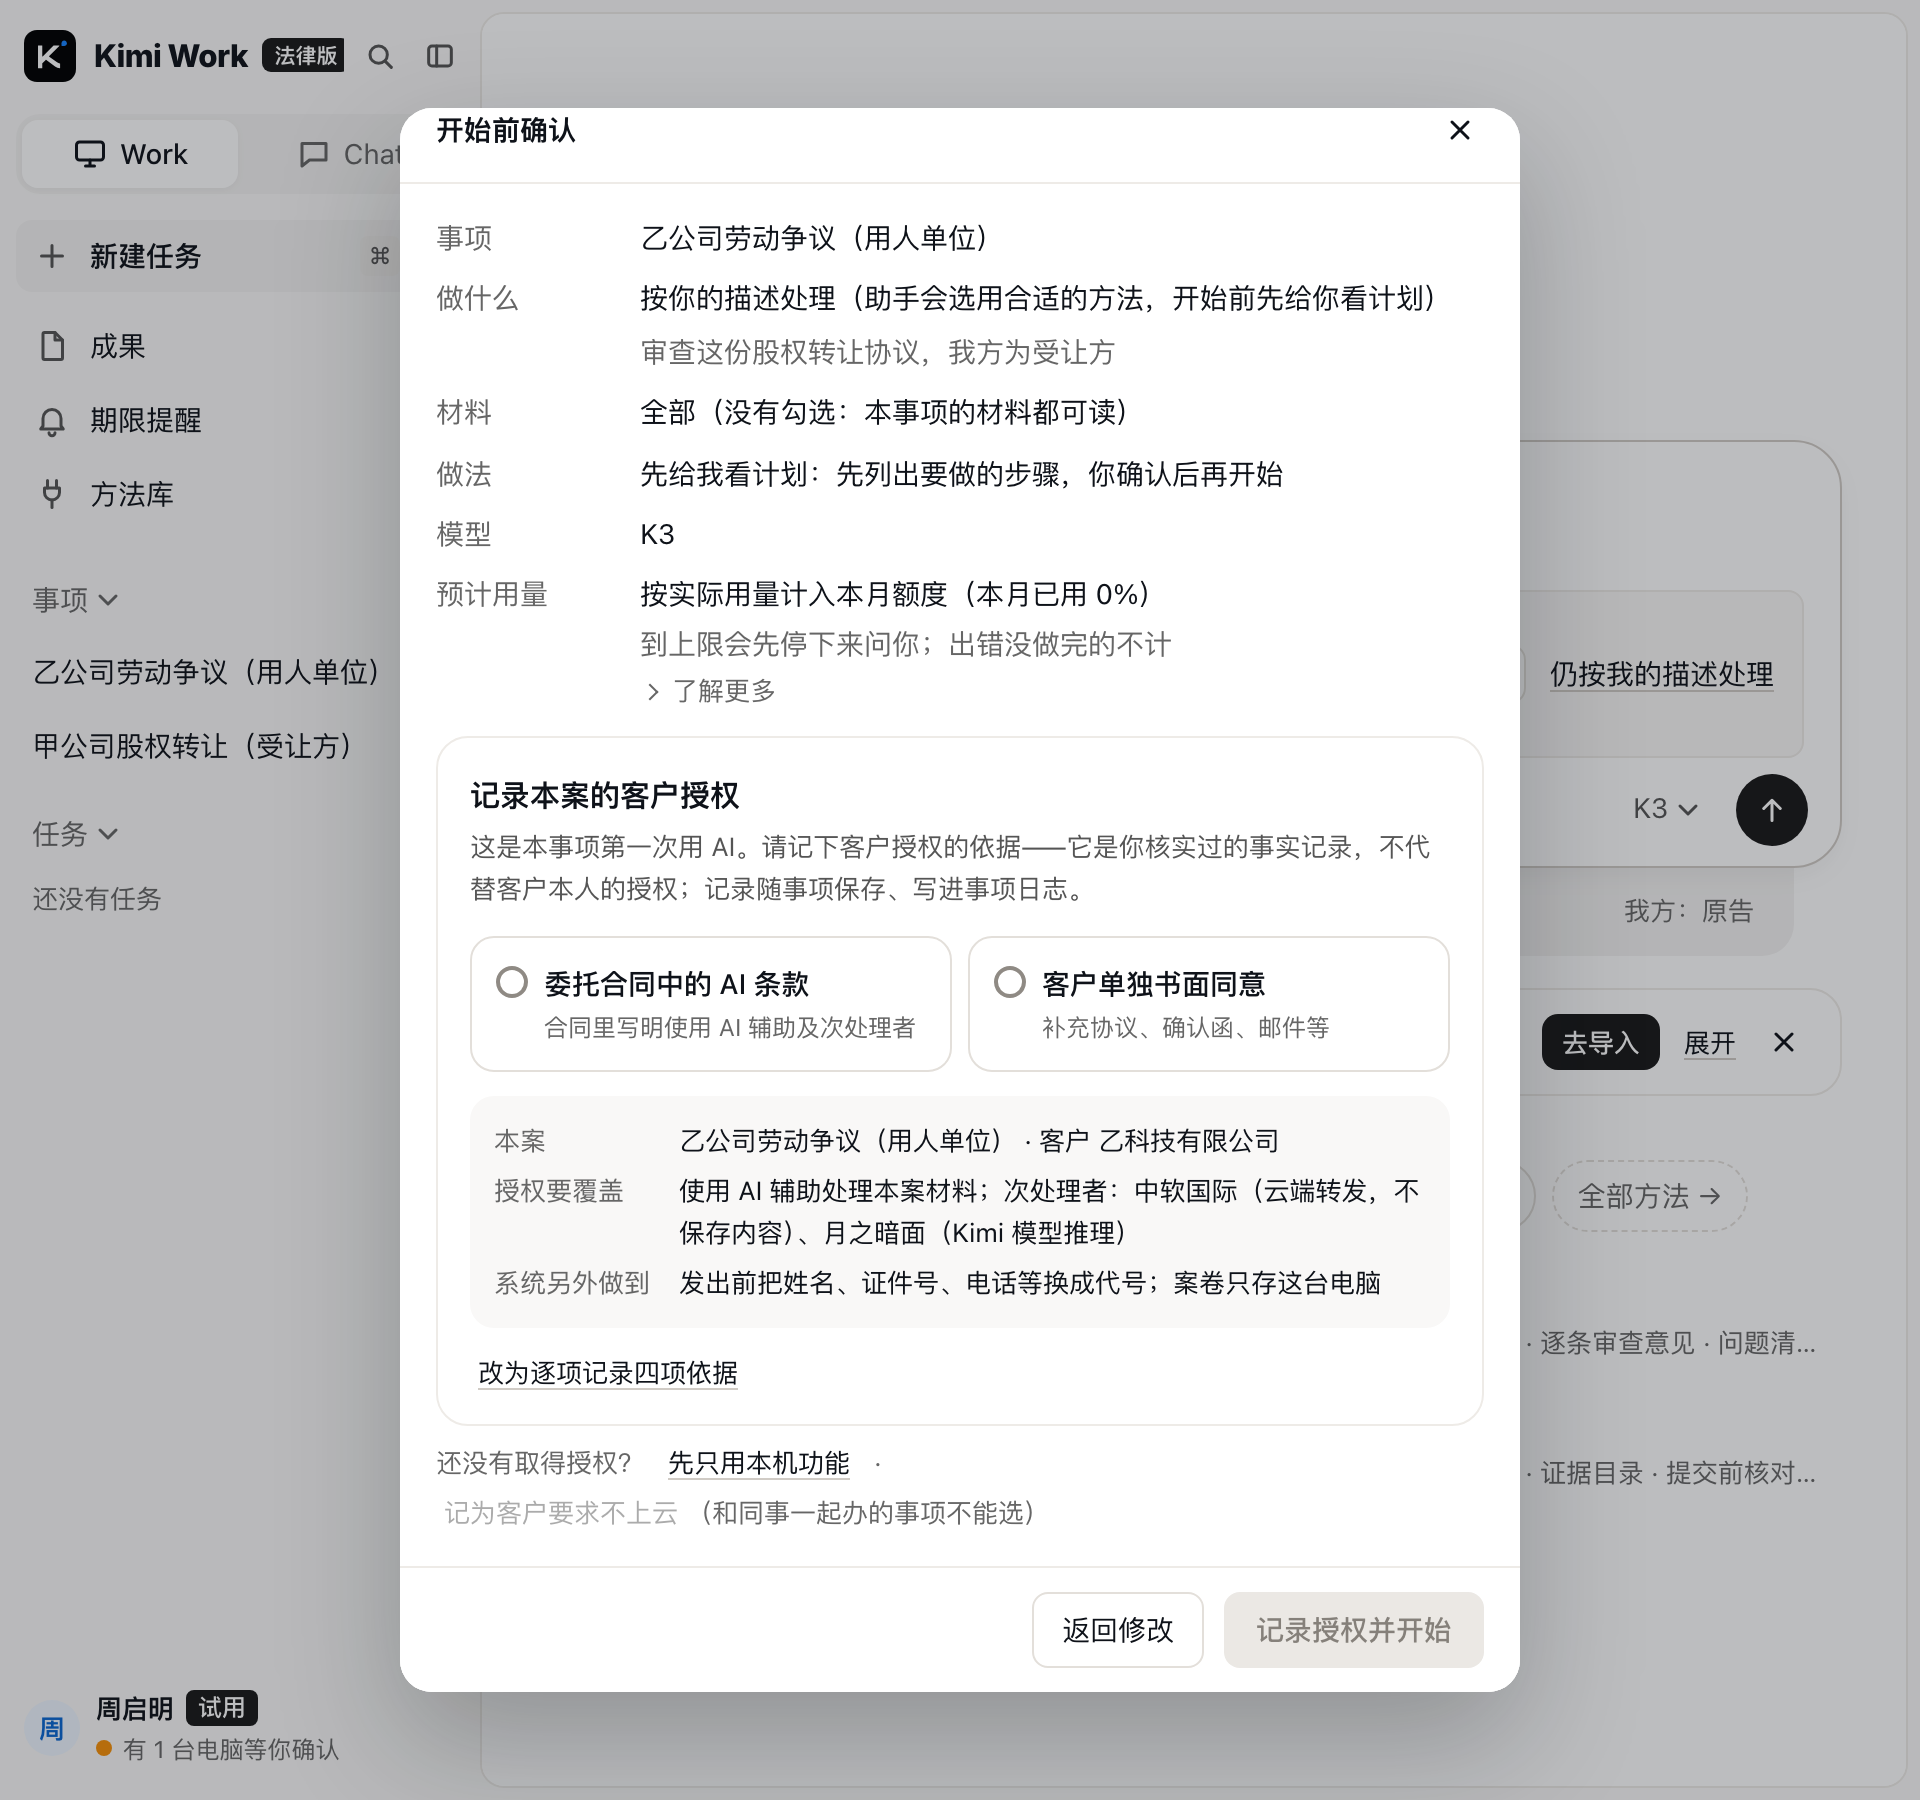 Kimi Work 法律版
Work
Chat
新建任务 ⌘
成果
期限提醒
方法库
事项
乙公司劳动争议（用人单位）
甲公司股权转让（受让方）
任务
还没有任务
周 周启明 试用
有 1 台电脑等你确认
开始前确认
事项 乙公司劳动争议（用人单位）
做什么 按你的描述处理（助手会选用合适的方法，开始前先给你看计划）
审查这份股权转让协议，我方为受让方
材料 全部（没有勾选：本事项的材料都可读）
做法 先给我看计划：先列出要做的步骤，你确认后再开始
模型 K3
预计用量 按实际用量计入本月额度（本月已用 0%）
到上限会先停下来问你；出错没做完的不计
了解更多
记录本案的客户授权
这是本事项第一次用 AI。请记下客户授权的依据——它是你核实过的事实记录，不代
替客户本人的授权；记录随事项保存、写进事项日志。
委托合同中的 AI 条款
合同里写明使用 AI 辅助及次处理者
客户单独书面同意
补充协议、确认函、邮件等
本案 乙公司劳动争议（用人单位） · 客户 乙科技有限公司
授权要覆盖 使用 AI 辅助处理本案材料；次处理者：中软国际（云端转发，不
保存内容）、月之暗面（Kimi 模型推理）
系统另外做到 发出前把姓名、证件号、电话等换成代号；案卷只存这台电脑
改为逐项记录四项依据
还没有取得授权？ 先只用本机功能 ·
记为客户要求不上云 （和同事一起办的事项不能选）
返回修改
记录授权并开始
仍按我的描述处理
K3
我方：原告
去导入 展开
全部方法 →
· 逐条审查意见 · 问题清...
· 证据目录 · 提交前核对...